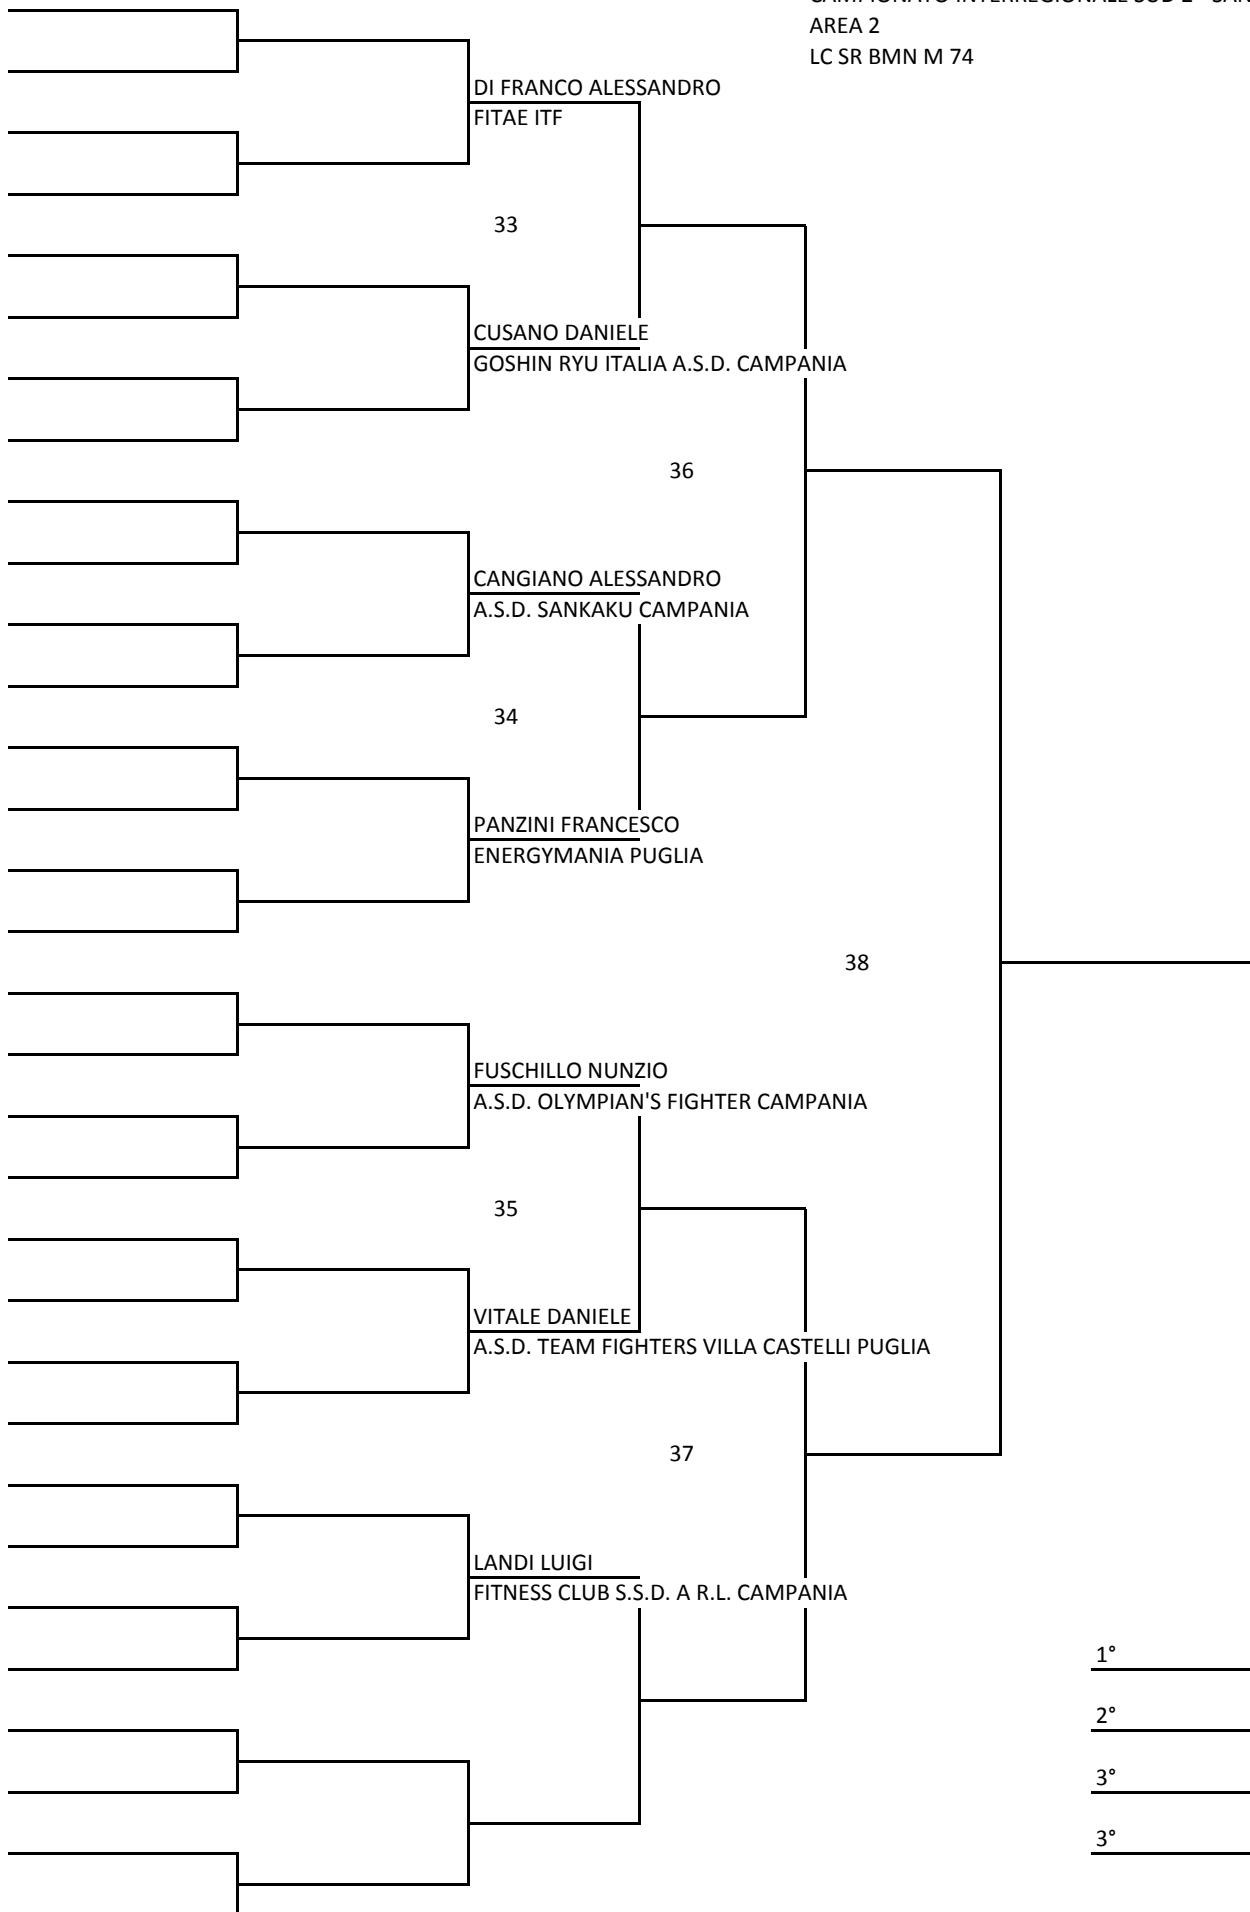 AREA 2
LC SR BMN M 74
DI FRANCO ALESSANDRO
FITAE ITF
33
CUSANO DANIELE
GOSHIN RYU ITALIA A.S.D. CAMPANIA
36
CANGIANO ALESSANDRO
A.S.D. SANKAKU CAMPANIA
34
PANZINI FRANCESCO
ENERGYMANIA PUGLIA
38
FUSCHILLO NUNZIO
A.S.D. OLYMPIAN'S FIGHTER CAMPANIA
35
VITALE DANIELE
A.S.D. TEAM FIGHTERS VILLA CASTELLI PUGLIA
37
LANDI LUIGI
FITNESS CLUB S.S.D. A R.L. CAMPANIA
1°
2°
3°
3°